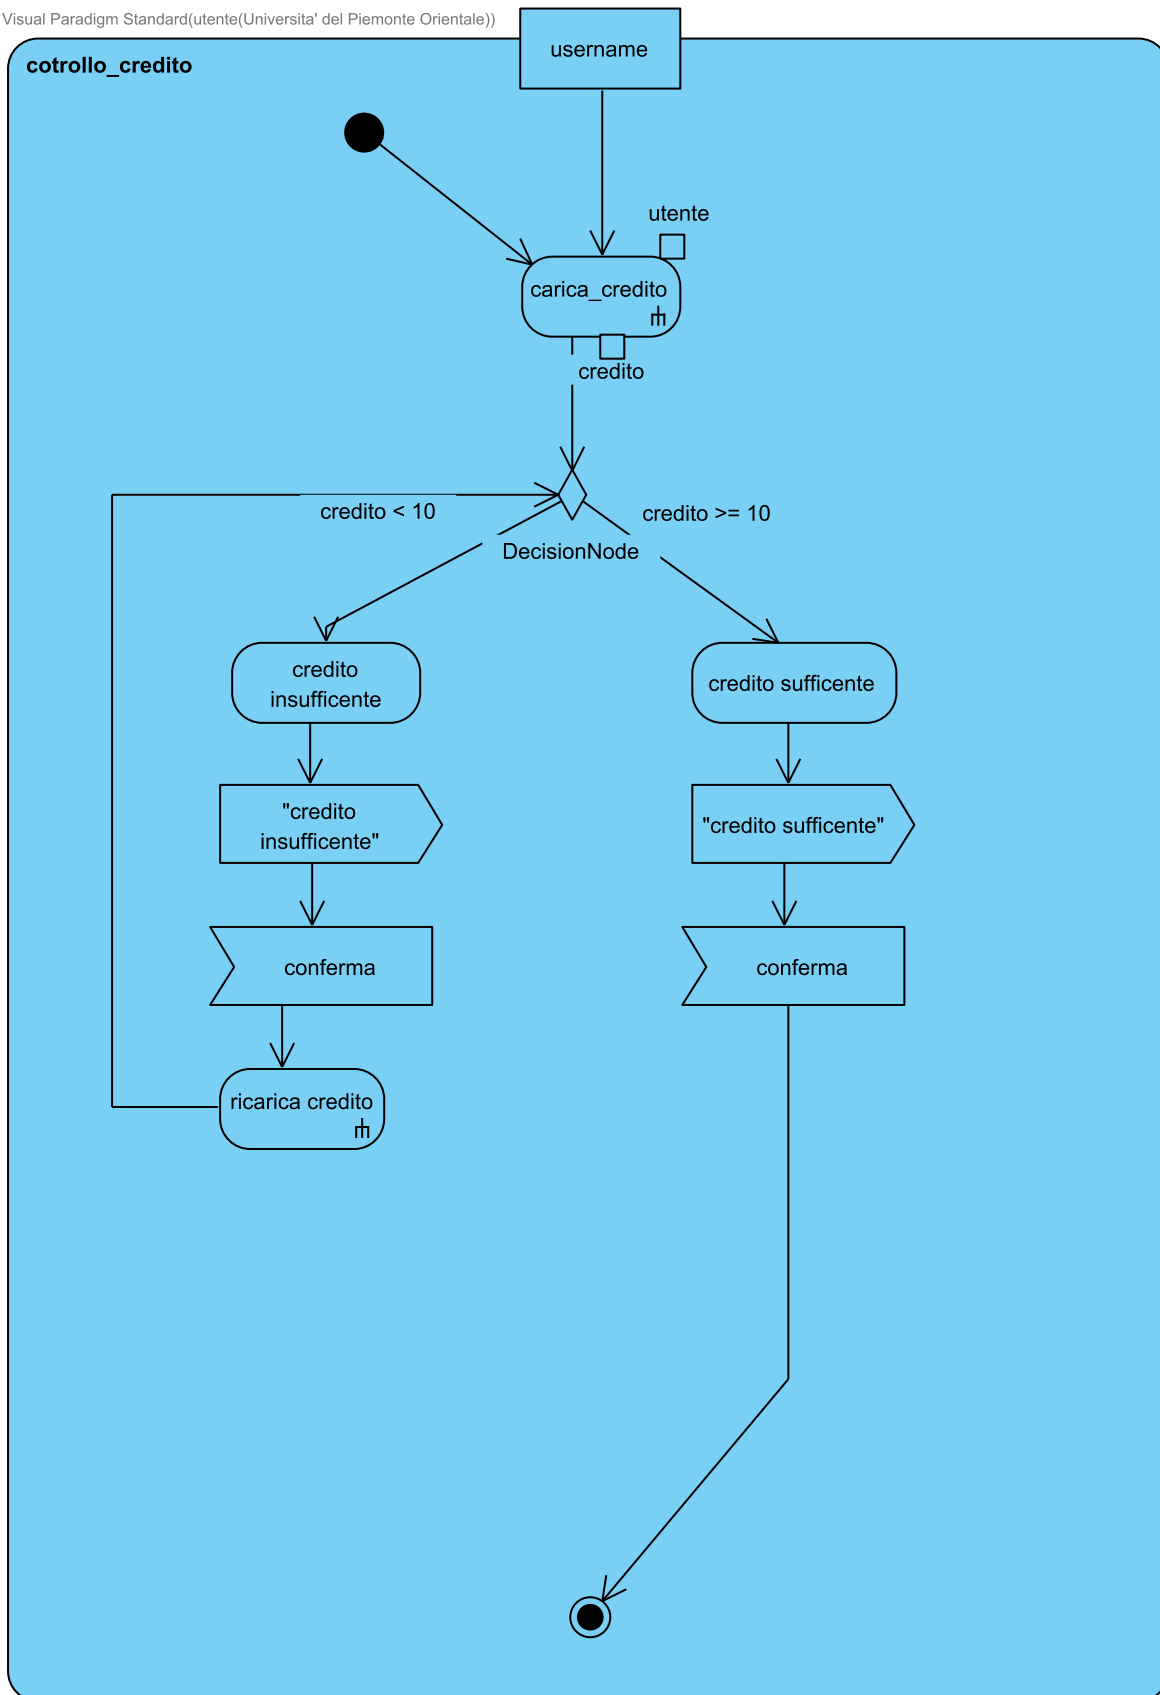 Visual Paradigm Standard(utente(Universita' del Piemonte Orientale))
username
cotrollo_credito
utente
carica_credito
credito
credito < 10
credito >= 10
DecisionNode
credito
insufficente
credito sufficente
"credito
insufficente"
"credito sufficente"
conferma
conferma
ricarica credito